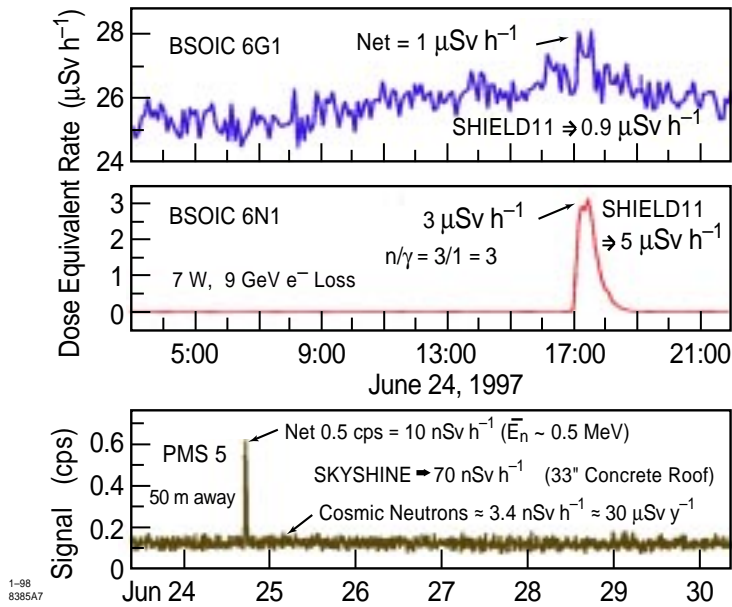 28
BSOIC 6G1
Net = 1 μSv h⁻¹
26
SHIELD11 ➔ 0.9 μSv h⁻¹
24
Dose Equivalent Rate (μSv h⁻¹)
3
BSOIC 6N1
3 μSv h⁻¹
SHIELD11
➔ 5 μSv h⁻¹
2
n/γ = 3/1 = 3
1
7 W, 9 GeV e⁻ Loss
0
5:00 9:00 13:00 17:00 21:00
June 24, 1997
Signal (cps)
0.6
PMS 5
Net 0.5 cps = 10 nSv h⁻¹ (E̅n ~ 0.5 MeV)
0.4
50 m away
SKYSHINE ➡ 70 nSv h⁻¹ (33" Concrete Roof)
0.2
Cosmic Neutrons ≈ 3.4 nSv h⁻¹ ≈ 30 μSv y⁻¹
0
Jun 24 25 26 27 28 29 30
1–98
8385A7